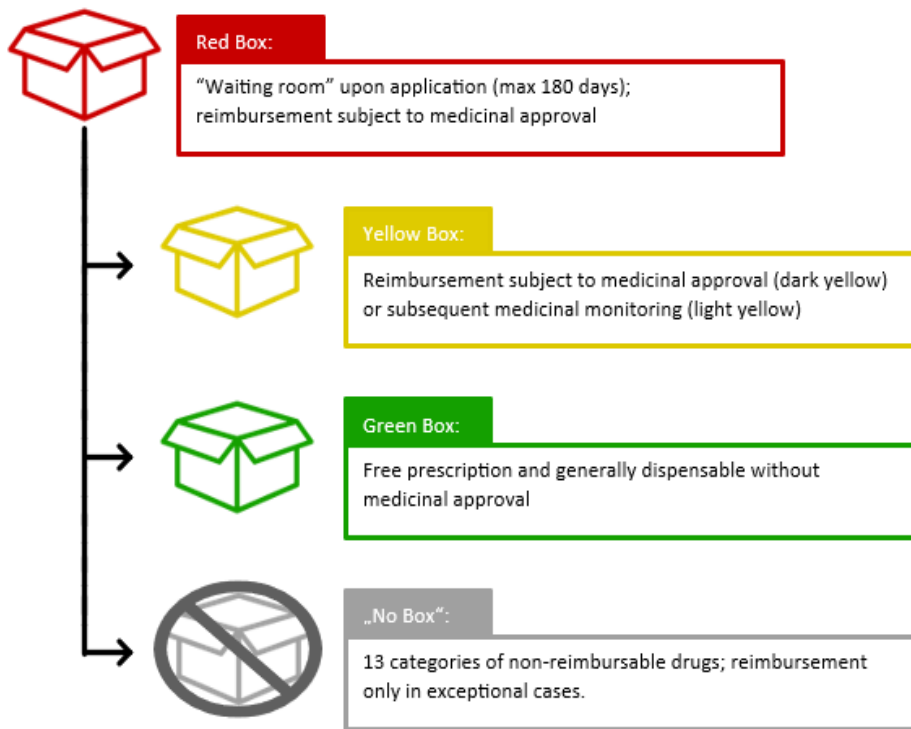 Red Box:
“Waiting room” upon application (max 180 days);
reimbursement subject to medicinal approval
Yellow Box:
Reimbursement subject to medicinal approval (dark yellow)
or subsequent medicinal monitoring (light yellow)
Green Box:
Free prescription and generally dispensable without
medicinal approval
„No Box“:
13 categories of non-reimbursable drugs; reimbursement
only in exceptional cases.